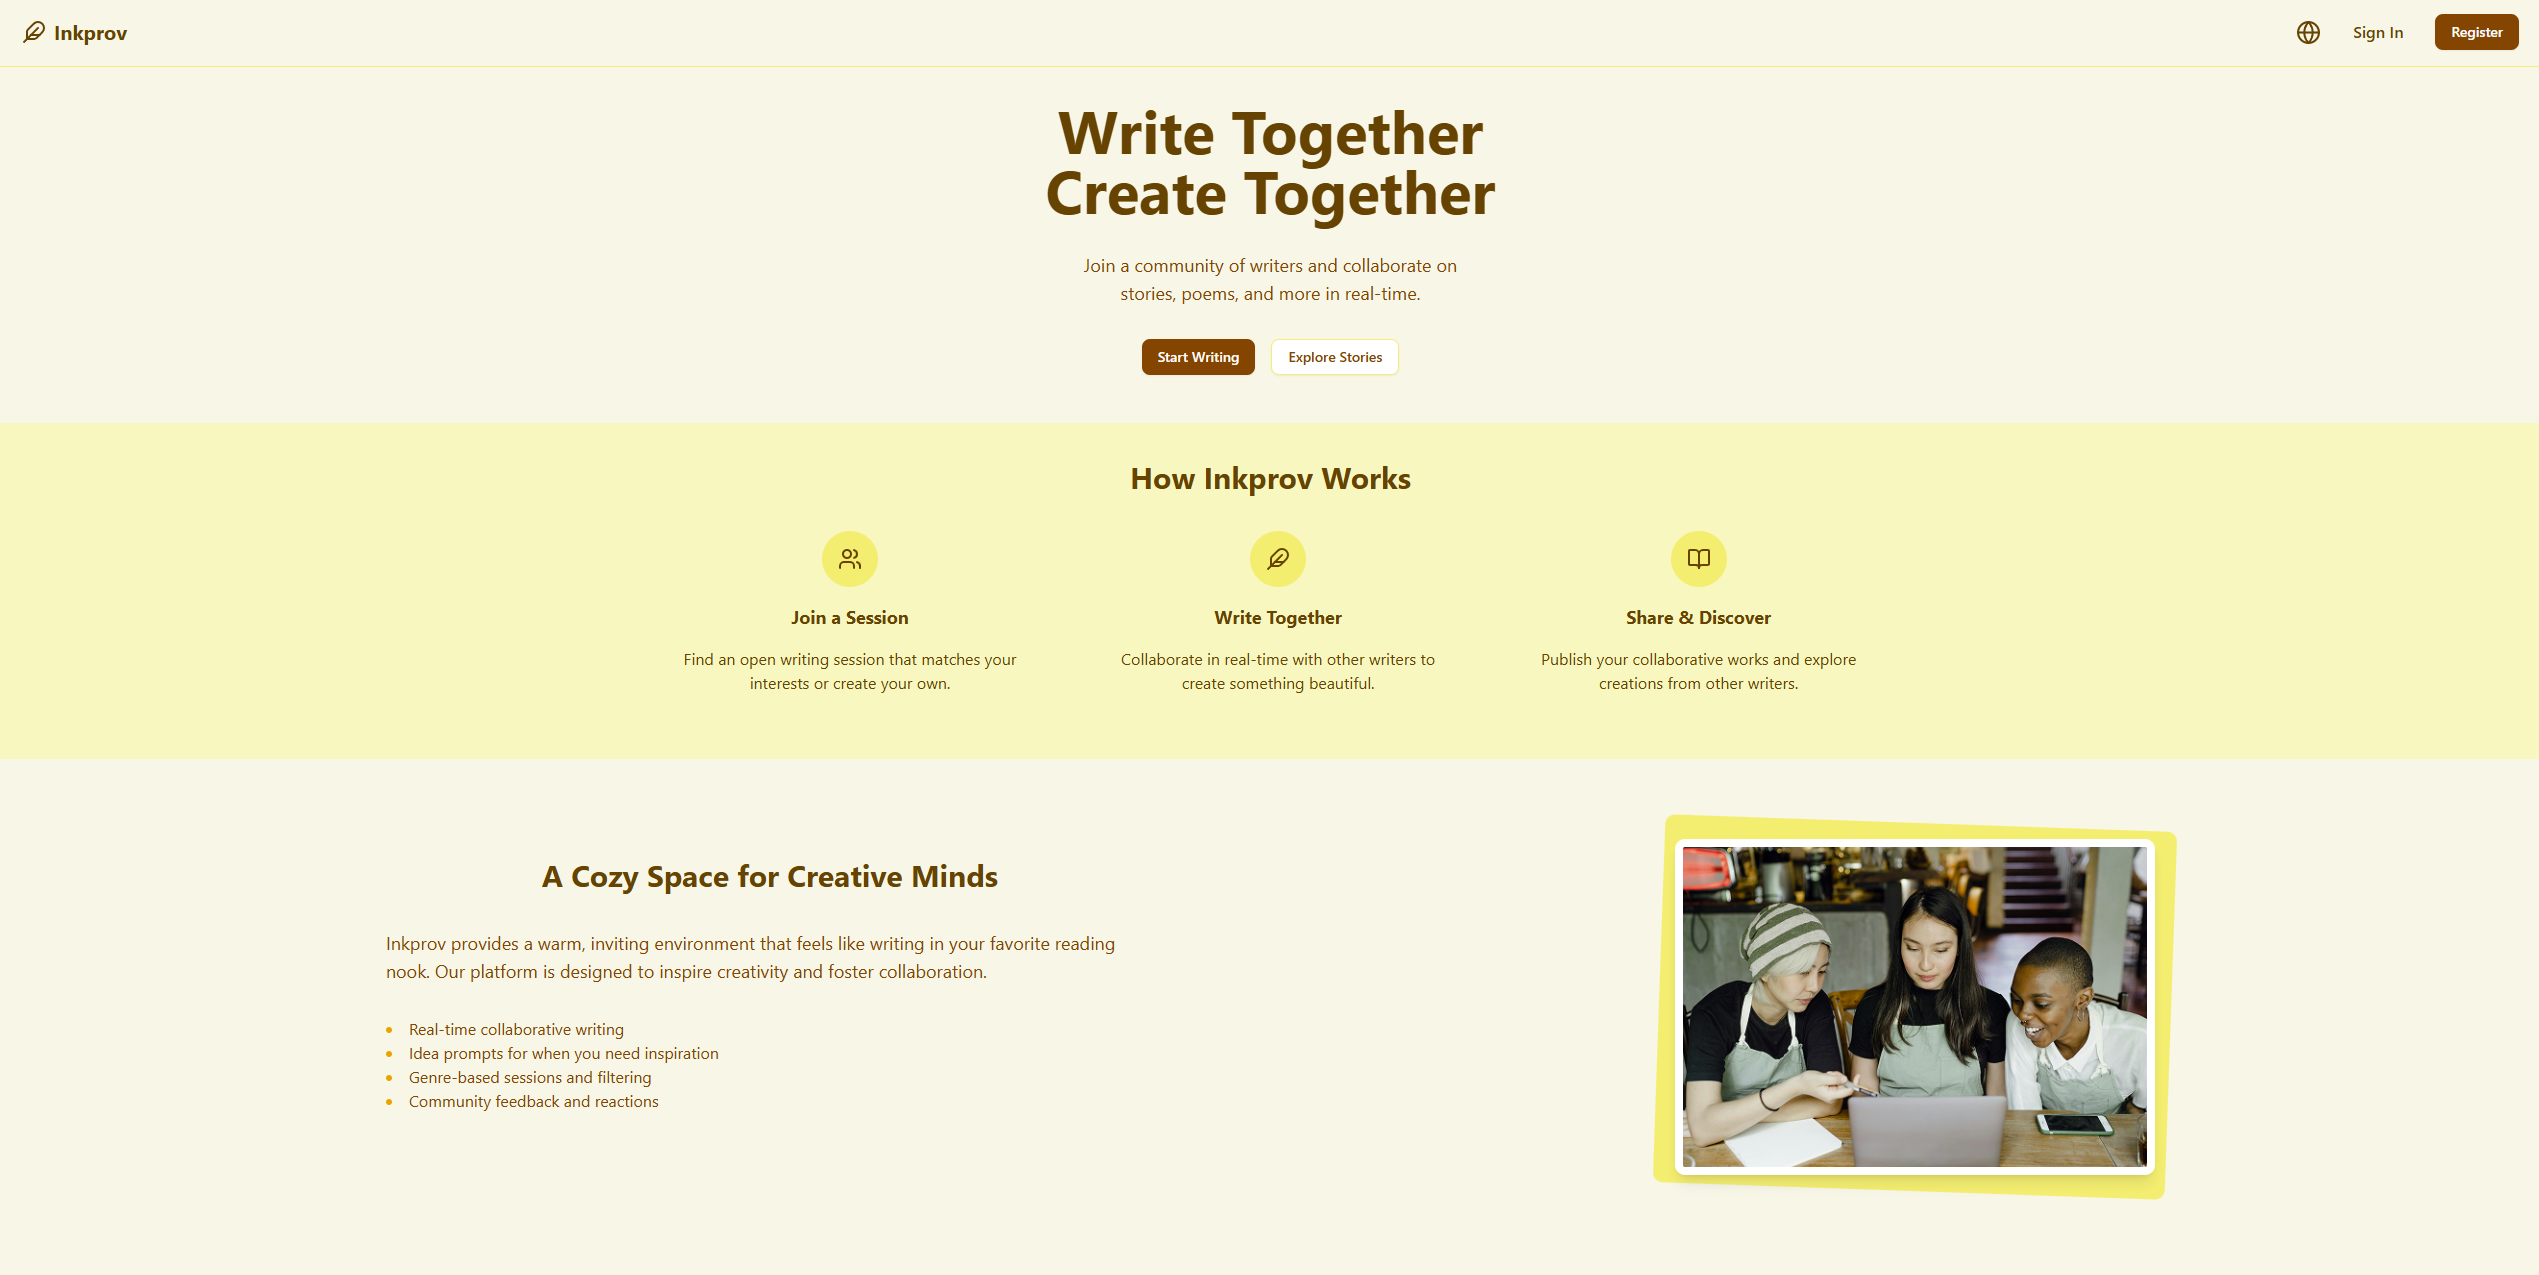 Inkprov
Sign In
Register
Write Together
Create Together
Join a community of writers and collaborate on
stories, poems, and more in real-time.
Start Writing
Explore Stories
How Inkprov Works
Join a Session
Find an open writing session that matches your
interests or create your own.
Write Together
Collaborate in real-time with other writers to
create something beautiful.
Share & Discover
Publish your collaborative works and explore
creations from other writers.
A Cozy Space for Creative Minds
Inkprov provides a warm, inviting environment that feels like writing in your favorite reading
nook. Our platform is designed to inspire creativity and foster collaboration.
Real-time collaborative writing
Idea prompts for when you need inspiration
Genre-based sessions and filtering
Community feedback and reactions